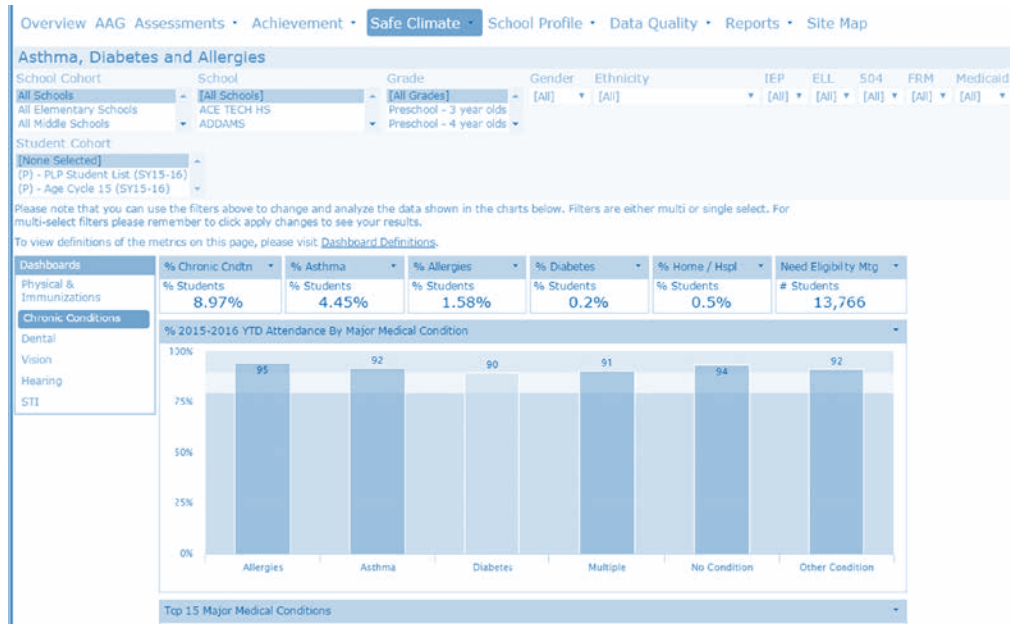 Overview AAG Assessments Achievement Safe Climate School Profile Data Quality Reports Site Map
Asthma, Diabetes and Allergies
School Cohort School Grade Gender Ethnicity IEP ELL 504 FRM Medicaid
All Schools [All Schools] [All Grades] [All] [All] [All] [All] [All] [All] [All]
All Elementary Schools ACE TECH HS Preschool - 3 year olds
All Middle Schools ADDAMS Preschool - 4 year olds
Student Cohort
[None Selected]
(P) - PLP Student List (SY15-16)
(P) - Age Cycle 15 (SY15-16)
Please note that you can use the filters above to change and analyze the data shown in the charts below. Filters are either multi or single select. For
multi-select filters please remember to click apply changes to see your results.
To view definitions of the metrics on this page, please visit Dashboard Definitions.
Dashboards
Physical &
Immunizations
Chronic Conditions
Dental
Vision
Hearing
STI
% Chronic Cndtn % Asthma % Allergies % Diabetes % Home / Hspl Need Eligibilty Mtg
% Students % Students % Students % Students % Students # Students
8.97% 4.45% 1.58% 0.2% 0.5% 13,766
% 2015-2016 YTD Attendance By Major Medical Condition
100%
75%
50%
25%
0%
95 92 90 91 94 92
Allergies Asthma Diabetes Multiple No Condition Other Condition
Top 15 Major Medical Conditions